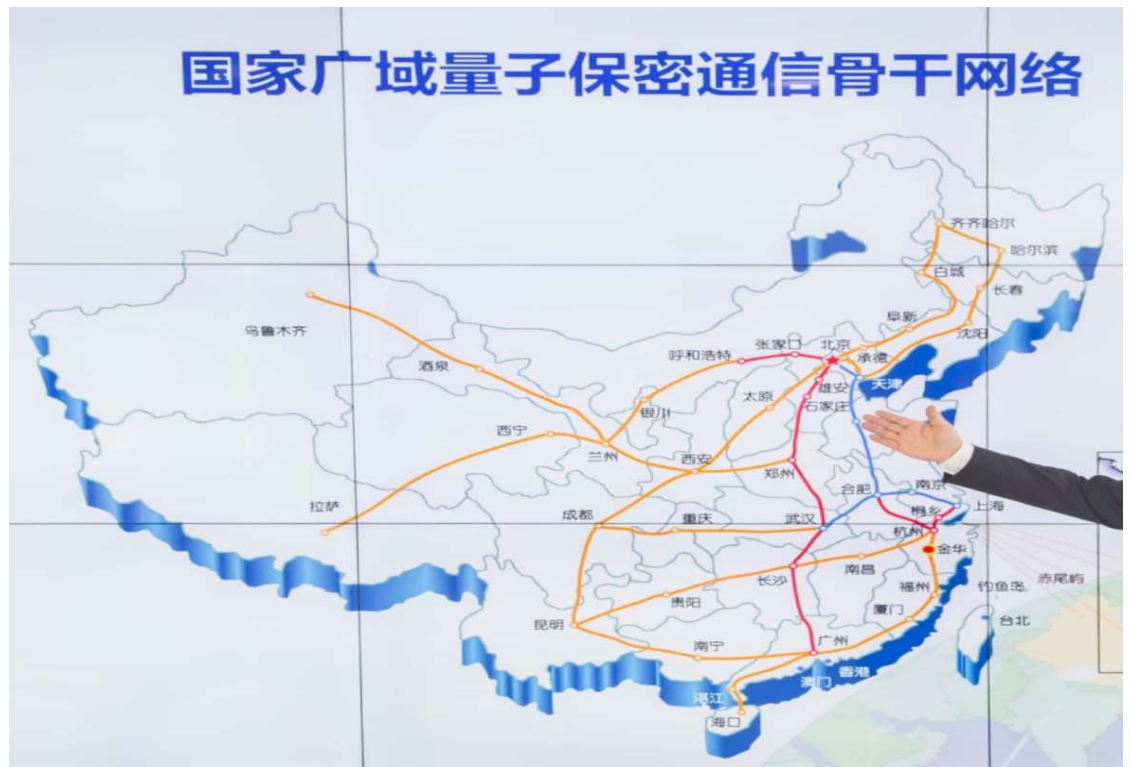 国家广域量子保密通信骨干网络
齐齐哈尔
哈尔滨
白城
长春
阜新
沈阳
乌鲁木齐
张家口
北京
呼和浩特
承德
酒泉
天津
雄安
太原
石家庄
银川
西宁
兰州
西安
郑州
合肥
南京
拉萨
上海
桐乡
成都
重庆
武汉
杭州
金华
南昌
长沙
赤尾屿
钓鱼岛
福州
贵阳
厦门
台北
昆明
南宁
广州
香港
澳门
湛江
海口